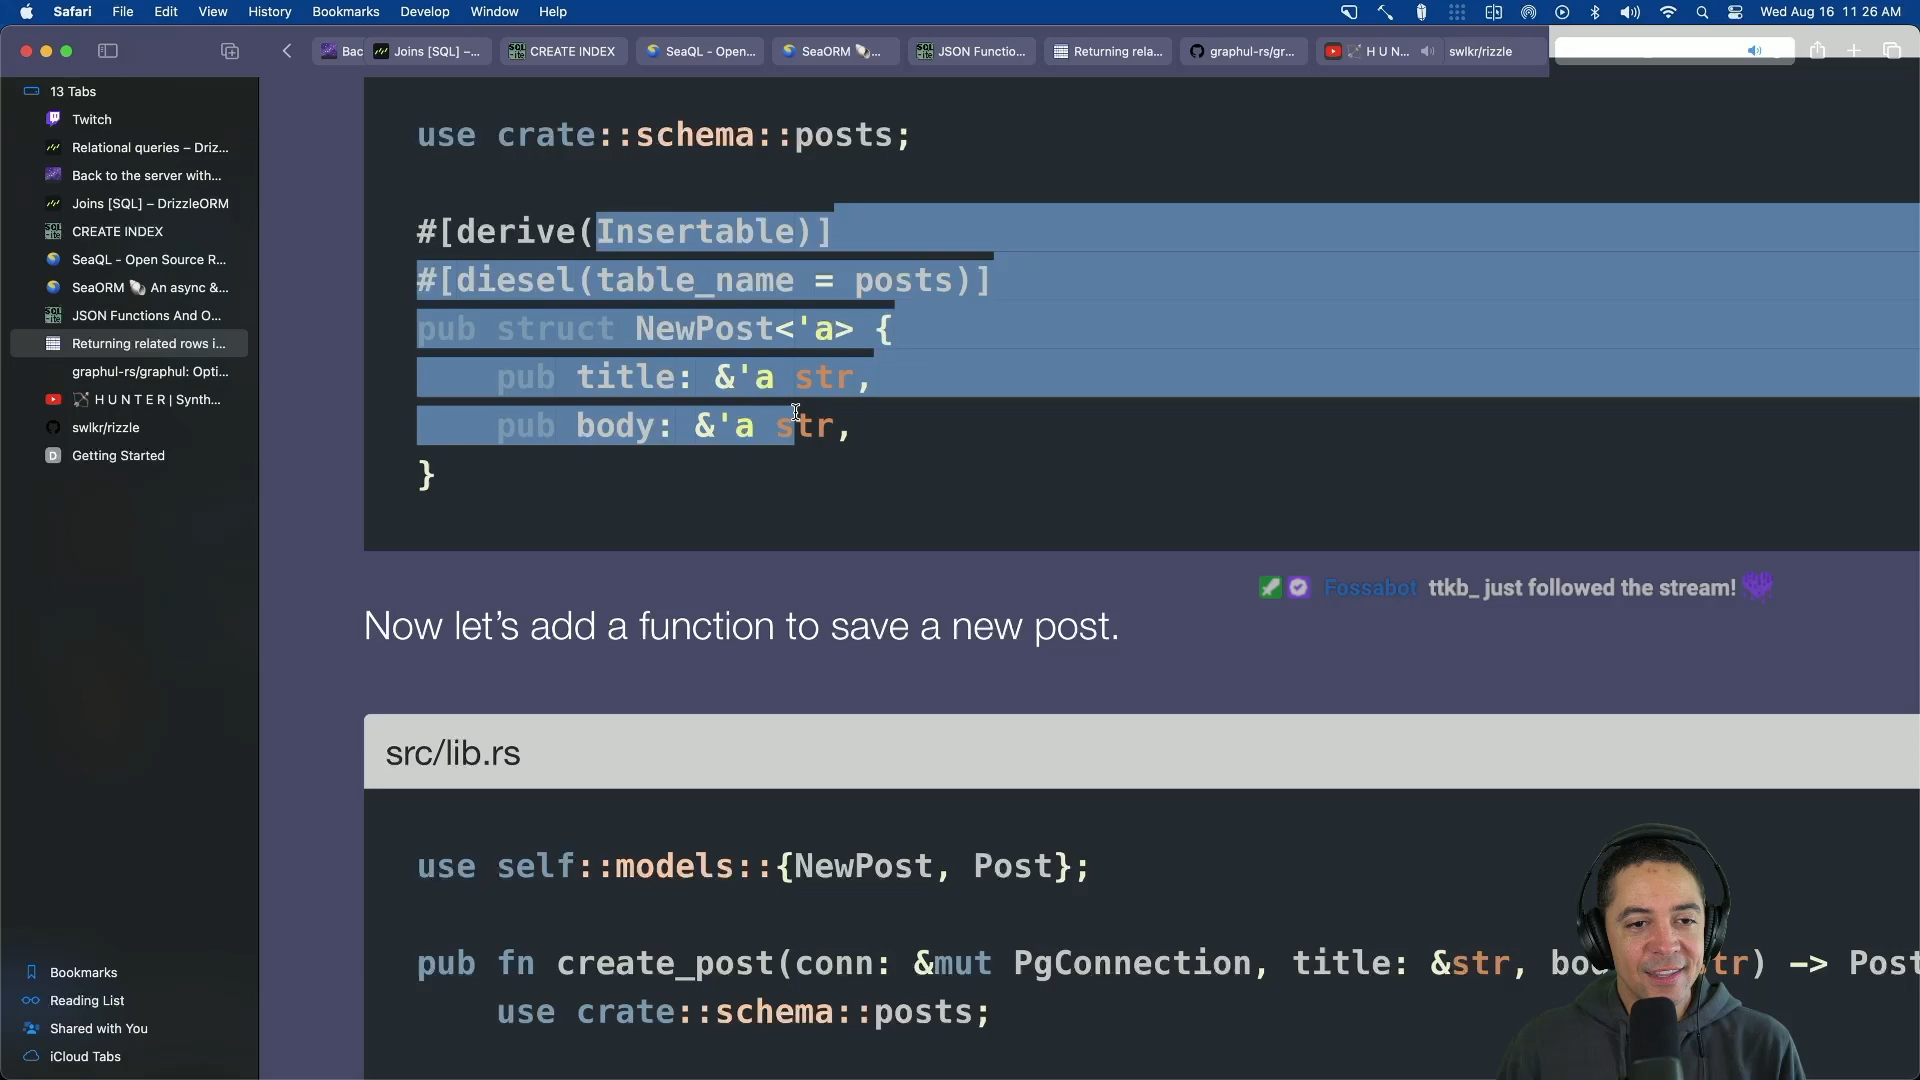 Safari File Edit View History Bookmarks Develop Window Help
Wed Aug 16 11 26 AM
Bac
Joins [SQL] –...
CREATE INDEX
SeaQL - Open...
SeaORM 🐚...
JSON Functio...
Returning rela...
graphul-rs/gr...
H U N...
swlkr/rizzle
13 Tabs
Twitch
Relational queries – Driz...
Back to the server with...
Joins [SQL] – DrizzleORM
CREATE INDEX
SeaQL - Open Source R...
SeaORM 🐚 An async &...
JSON Functions And O...
Returning related rows i...
graphul-rs/graphul: Opti...
H U N T E R | Synth...
swlkr/rizzle
Getting Started
Bookmarks
Reading List
Shared with You
iCloud Tabs
use crate::schema::posts;
#[derive(Insertable)]
#[diesel(table_name = posts)]
pub struct NewPost<'a> {
pub title: &'a str,
pub body: &'a str,
}
Fossabot ttkb_ just followed the stream!
Now let’s add a function to save a new post.
src/lib.rs
use self::models::{NewPost, Post};
pub fn create_post(conn: &mut PgConnection, title: &str, bo tr) -> Post
use crate::schema::posts;